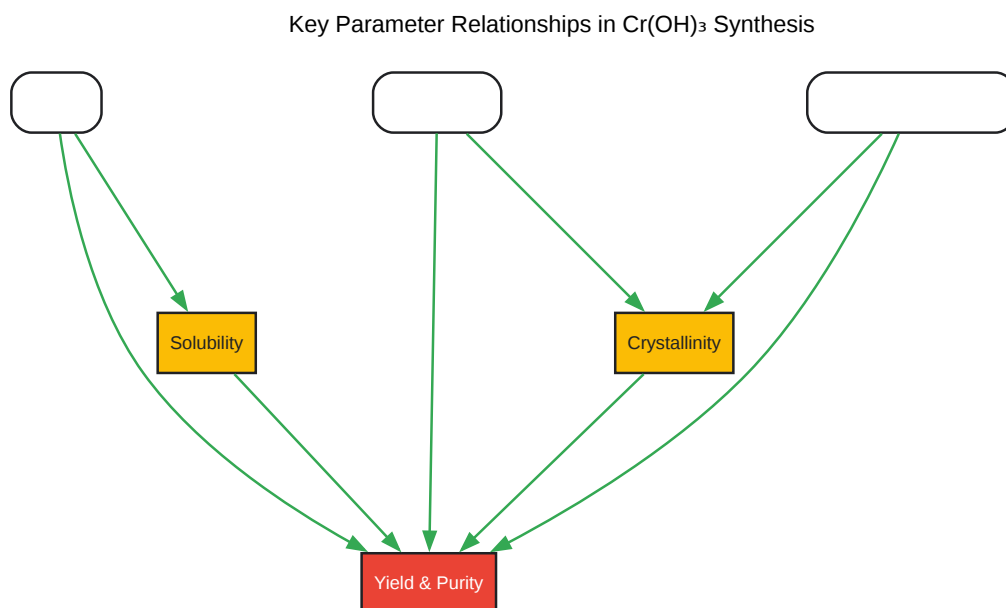 Key Parameter Relationships in Cr(OH)₃ Synthesis
Solubility
Crystallinity
Yield & Purity